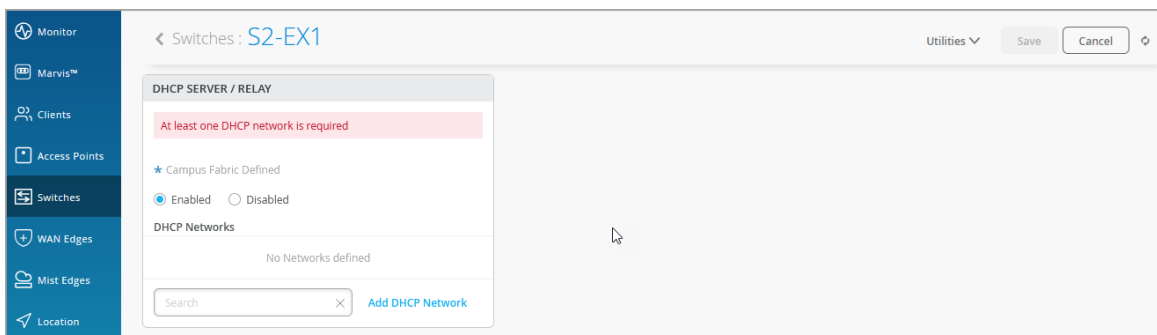 Monitor
Marvis™
Clients
Access Points
Switches
WAN Edges
Mist Edges
Location
Switches : S2-EX1
Utilities
Save
Cancel
DHCP SERVER / RELAY
At least one DHCP network is required
* Campus Fabric Defined
Enabled Disabled
DHCP Networks
No Networks defined
Search
Add DHCP Network